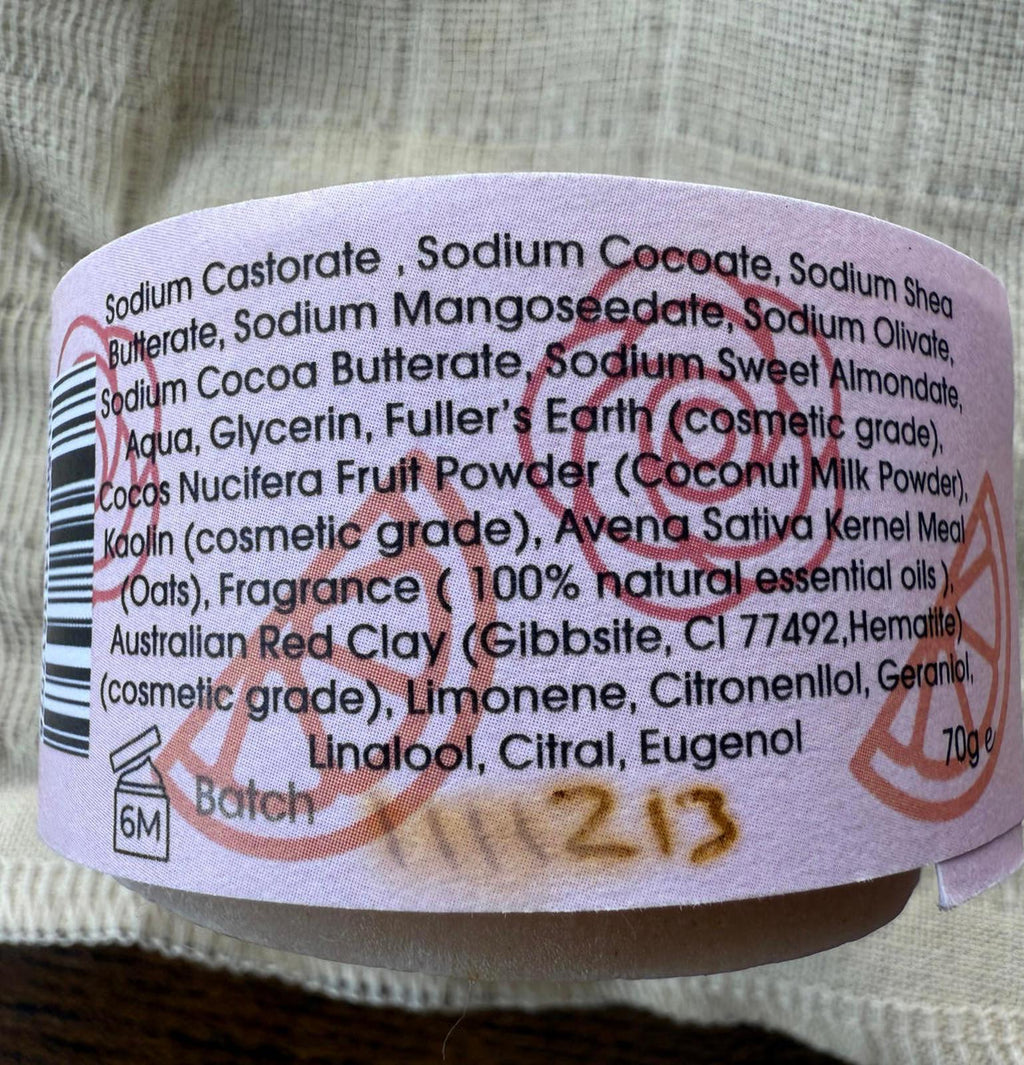 Sodium Castorate , Sodium Cocoate, Sodium Shea
Butterate, Sodium Mangoseedate, Sodium Olivate,
Sodium Cocoa Butterate, Sodium Sweet Almondate,
Aqua, Glycerin, Fuller's Earth (cosmetic grade),
Cocos Nucifera Fruit Powder (Coconut Milk Powder),
Kaolin (cosmetic grade), Avena Sativa Kernel Meal
(Oats), Fragrance ( 100% natural essential oils ),
Australian Red Clay (Gibbsite, CI 77492,Hematite)
(cosmetic grade), Limonene, Citronenllol, Geraniol,
Linalool, Citral, Eugenol
70g e
6M
Batch 213